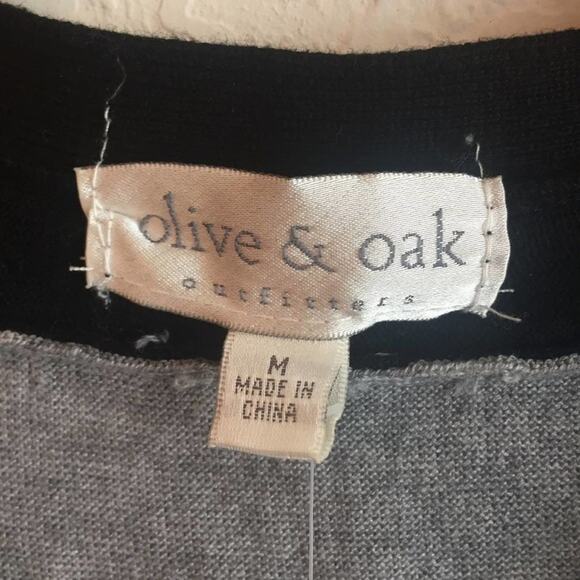 olive & oak
outfitters
M
MADE IN
CHINA